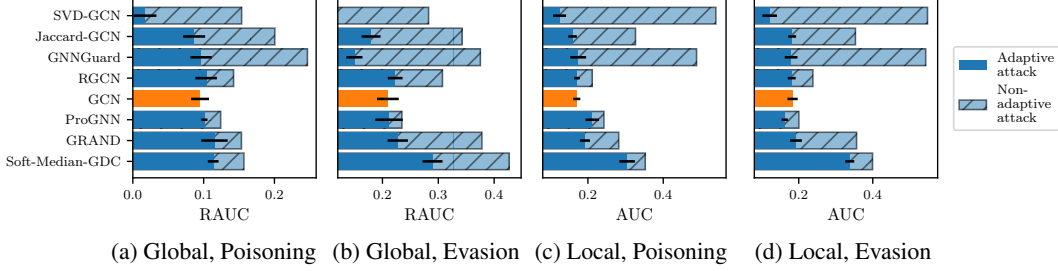 SVD-GCN
Jaccard-GCN
GNNGuard
RGCN
GCN
ProGNN
GRAND
Soft-Median-GDC
0.0 0.1 0.2
RAUC
0.2 0.3 0.4
RAUC
0.2 0.4
AUC
0.2 0.4
AUC
Adaptive
attack
Non-
adaptive
attack
(a) Global, Poisoning (b) Global, Evasion (c) Local, Poisoning (d) Local, Evasion